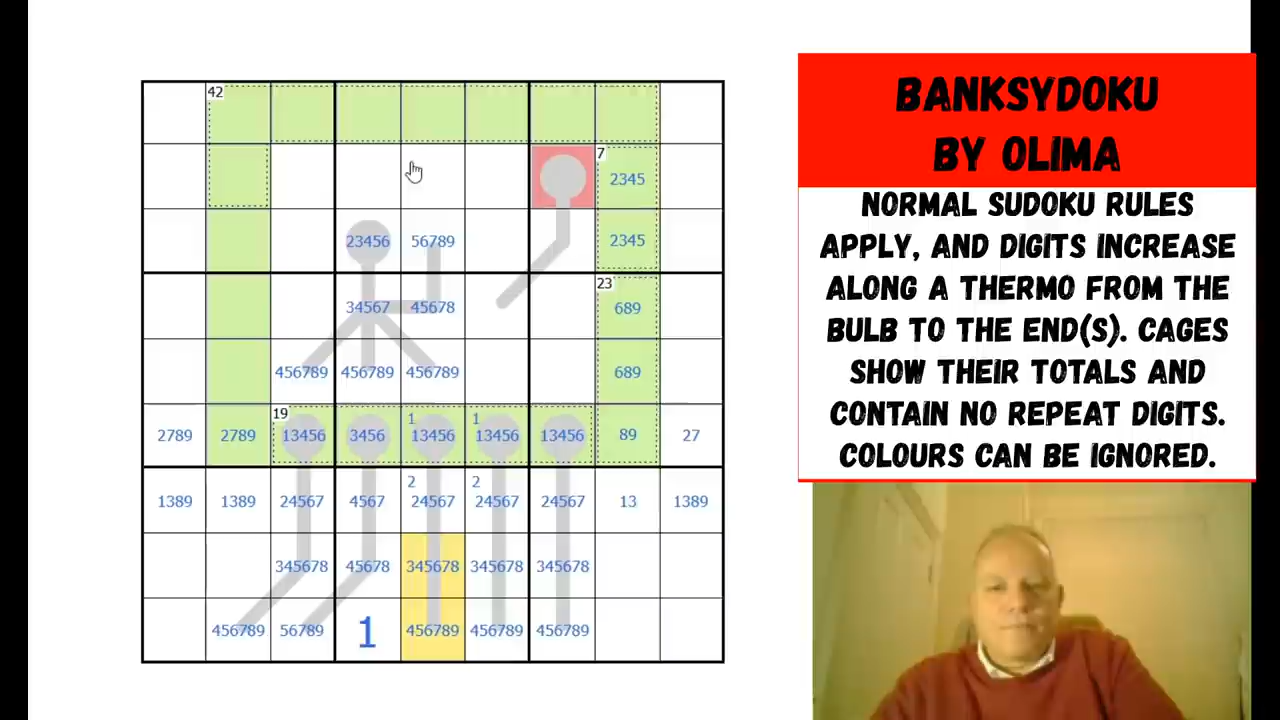 BANKSYDOKU
BY OLIMA
NORMAL SUDOKU RULES
APPLY, AND DIGITS INCREASE
ALONG A THERMO FROM THE
BULB TO THE END(S). CAGES
SHOW THEIR TOTALS AND
CONTAIN NO REPEAT DIGITS.
COLOURS CAN BE IGNORED.
42
7
2345
23456 56789 2345
23
34567 45678 689
456789 456789 456789 689
19 1 1
2789 2789 13456 3456 13456 13456 13456 89 27
2 2
1389 1389 24567 4567 24567 24567 24567 13 1389
345678 45678 345678 345678 345678
456789 56789 1 456789 456789 456789